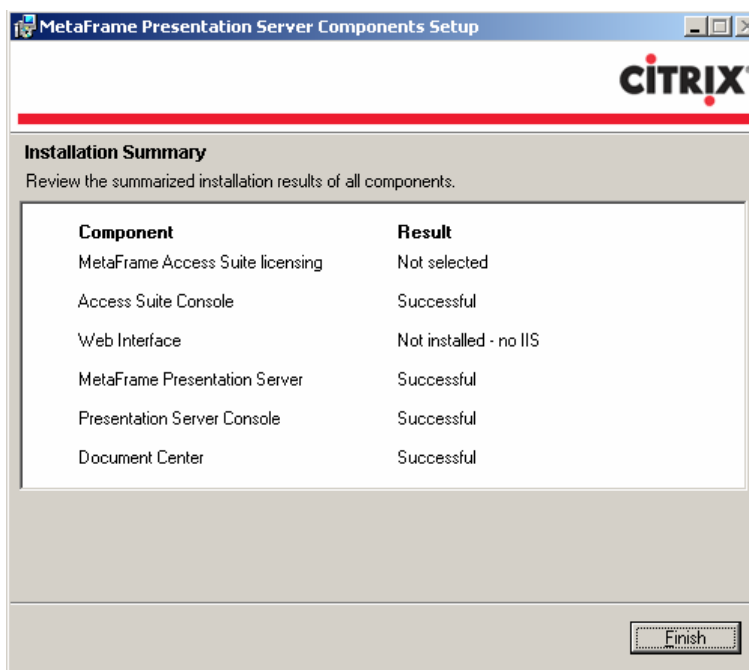 MetaFrame Presentation Server Components Setup
CITRIX
Installation Summary
Review the summarized installation results of all components.
Component Result
MetaFrame Access Suite licensing Not selected
Access Suite Console Successful
Web Interface Not installed - no IIS
MetaFrame Presentation Server Successful
Presentation Server Console Successful
Document Center Successful
Finish